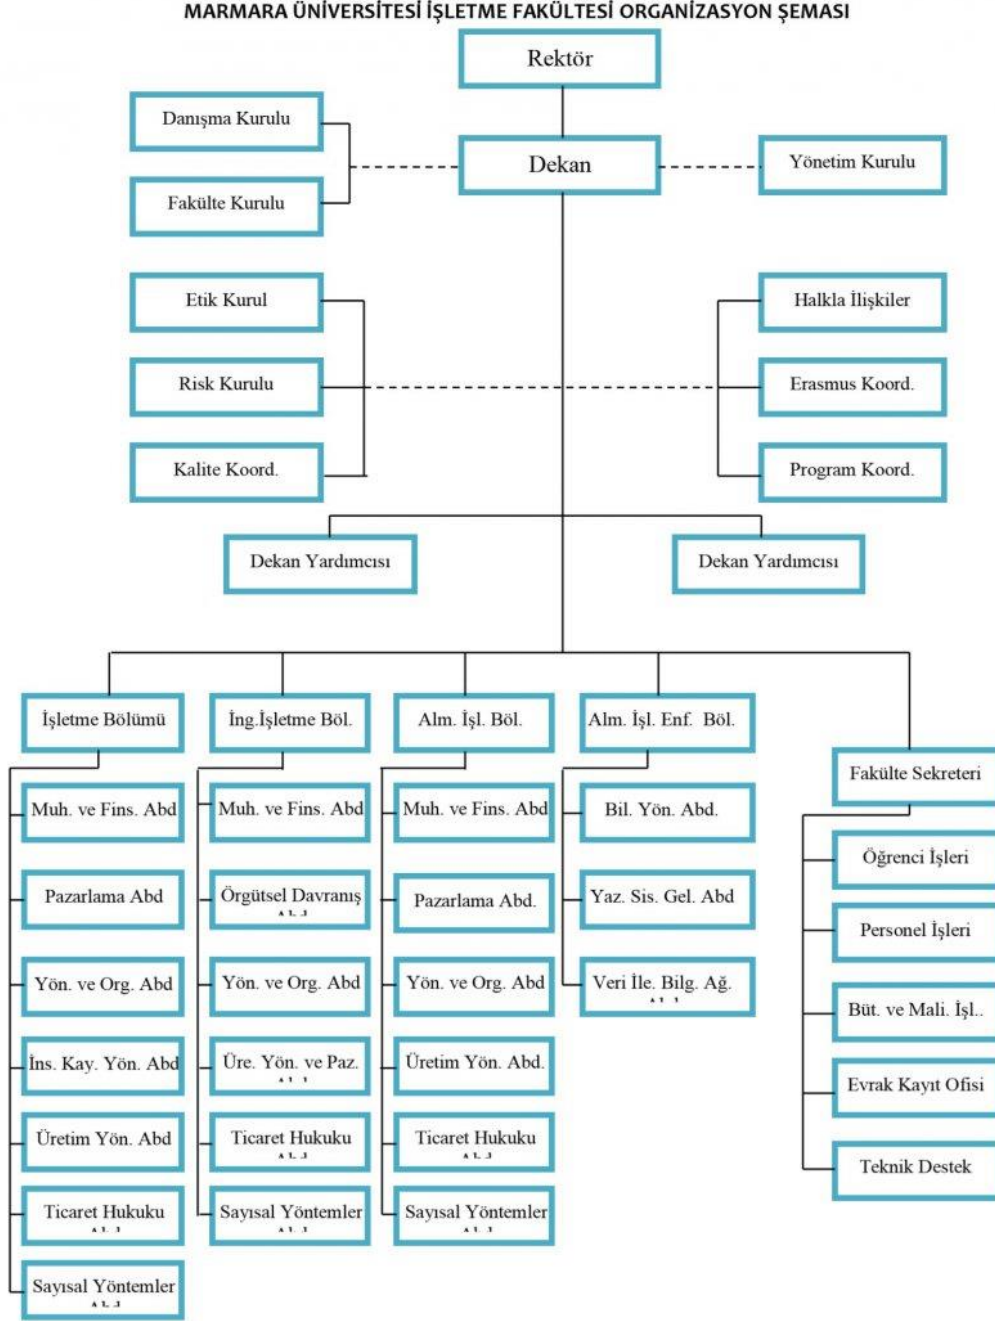 MARMARA ÜNİVERSİTESİ İŞLETME FAKÜLTESİ ORGANİZASYON ŞEMASI
Rektör
Danışma Kurulu
Dekan
Yönetim Kurulu
Fakülte Kurulu
Etik Kurul
Halkla İlişkiler
Risk Kurulu
Erasmus Koord.
Kalite Koord.
Program Koord.
Dekan Yardımcısı
Dekan Yardımcısı
İşletme Bölümü
Muh. ve Fins. Abd
Pazarlama Abd
Yön. ve Org. Abd
İns. Kay. Yön. Abd
Üretim Yön. Abd
Ticaret Hukuku
Sayısal Yöntemler
İng.İşletme Böl.
Muh. ve Fins. Abd
Örgütsel Davranış
Yön. ve Org. Abd
Üre. Yön. ve Paz.
Ticaret Hukuku
Sayısal Yöntemler
Alm. İşl. Böl.
Muh. ve Fins. Abd
Pazarlama Abd.
Yön. ve Org. Abd
Üretim Yön. Abd.
Ticaret Hukuku
Sayısal Yöntemler
Alm. İşl. Enf. Böl.
Bil. Yön. Abd.
Yaz. Sis. Gel. Abd
Veri İle. Bilg. Ağ.
Fakülte Sekreteri
Öğrenci İşleri
Personel İşleri
Büt. ve Mali. İşl..
Evrak Kayıt Ofisi
Teknik Destek